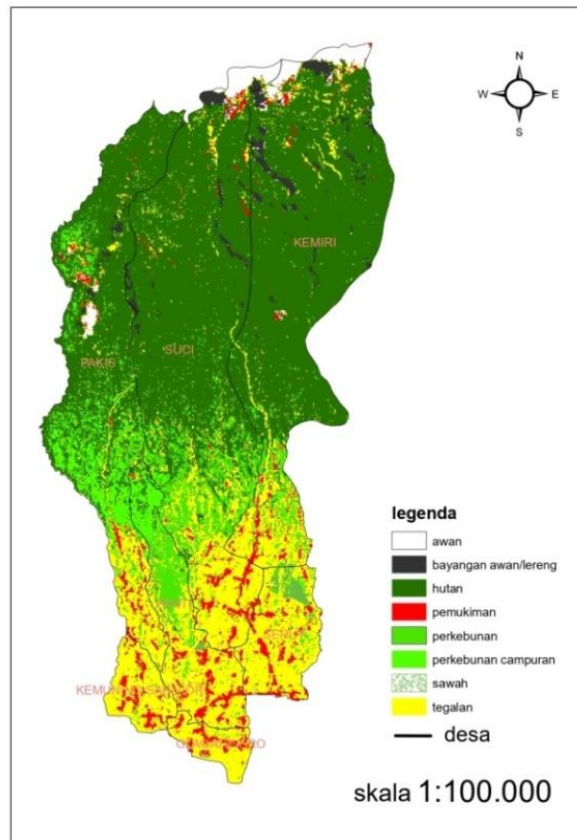 N
W E
S
KEMIRI
SUCI
PAKIS
legenda
awan
bayangan awan/lereng
hutan
pemukiman
perkebunan
perkebunan campuran
sawah
tegalan
desa
skala 1:100.000